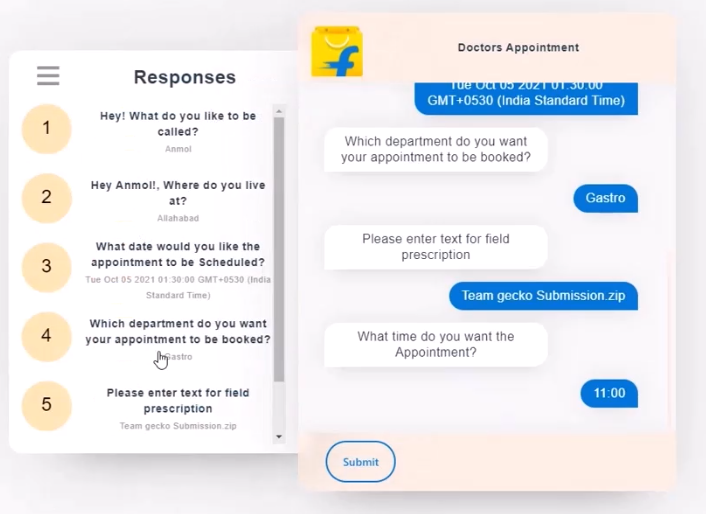 Responses
1
Hey! What do you like to be
called?
Anmol
2
Hey Anmol!, Where do you live
at?
Allahabad
3
What date would you like the
appointment to be Scheduled?
Tue Oct 05 2021 01:30:00 GMT+0530 (India
Standard Time)
4
Which department do you want
your appointment to be booked?
Gastro
5
Please enter text for field
prescription
Team gecko Submission.zip
Doctors Appointment
Tue Oct 05 2021 01:30:00
GMT+0530 (India Standard Time)
Which department do you want
your appointment to be booked?
Gastro
Please enter text for field
prescription
Team gecko Submission.zip
What time do you want the
Appointment?
11:00
Submit